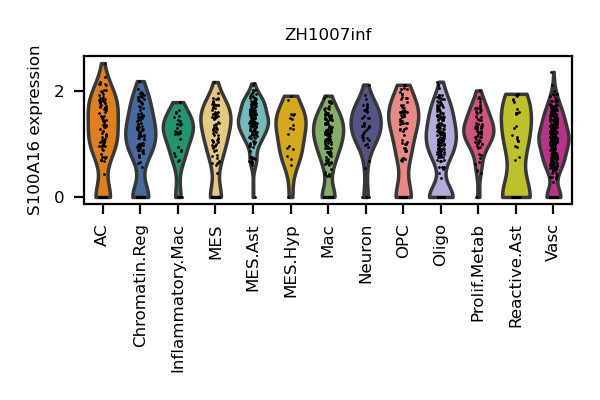 ZH1007inf
S100A16 expression
2
0
AC
Chromatin.Reg
Inflammatory.Mac
MES
MES.Ast
MES.Hyp
Mac
Neuron
OPC
Oligo
Prolif.Metab
Reactive.Ast
Vasc